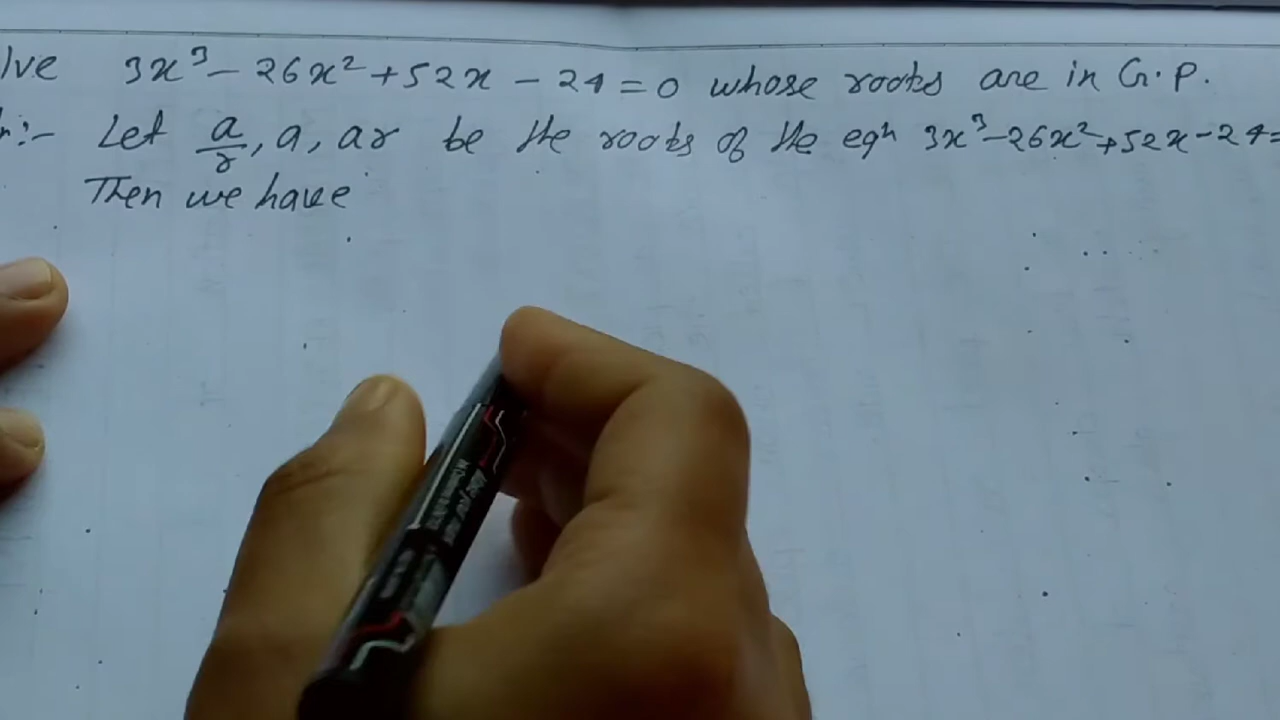 lve 3x³ - 26x² + 52x - 24 = 0 whose roots are in G.P.
n:- Let a/r, a, ar be the roots of the eqⁿ 3x³-26x²+52x-24=
Then we have